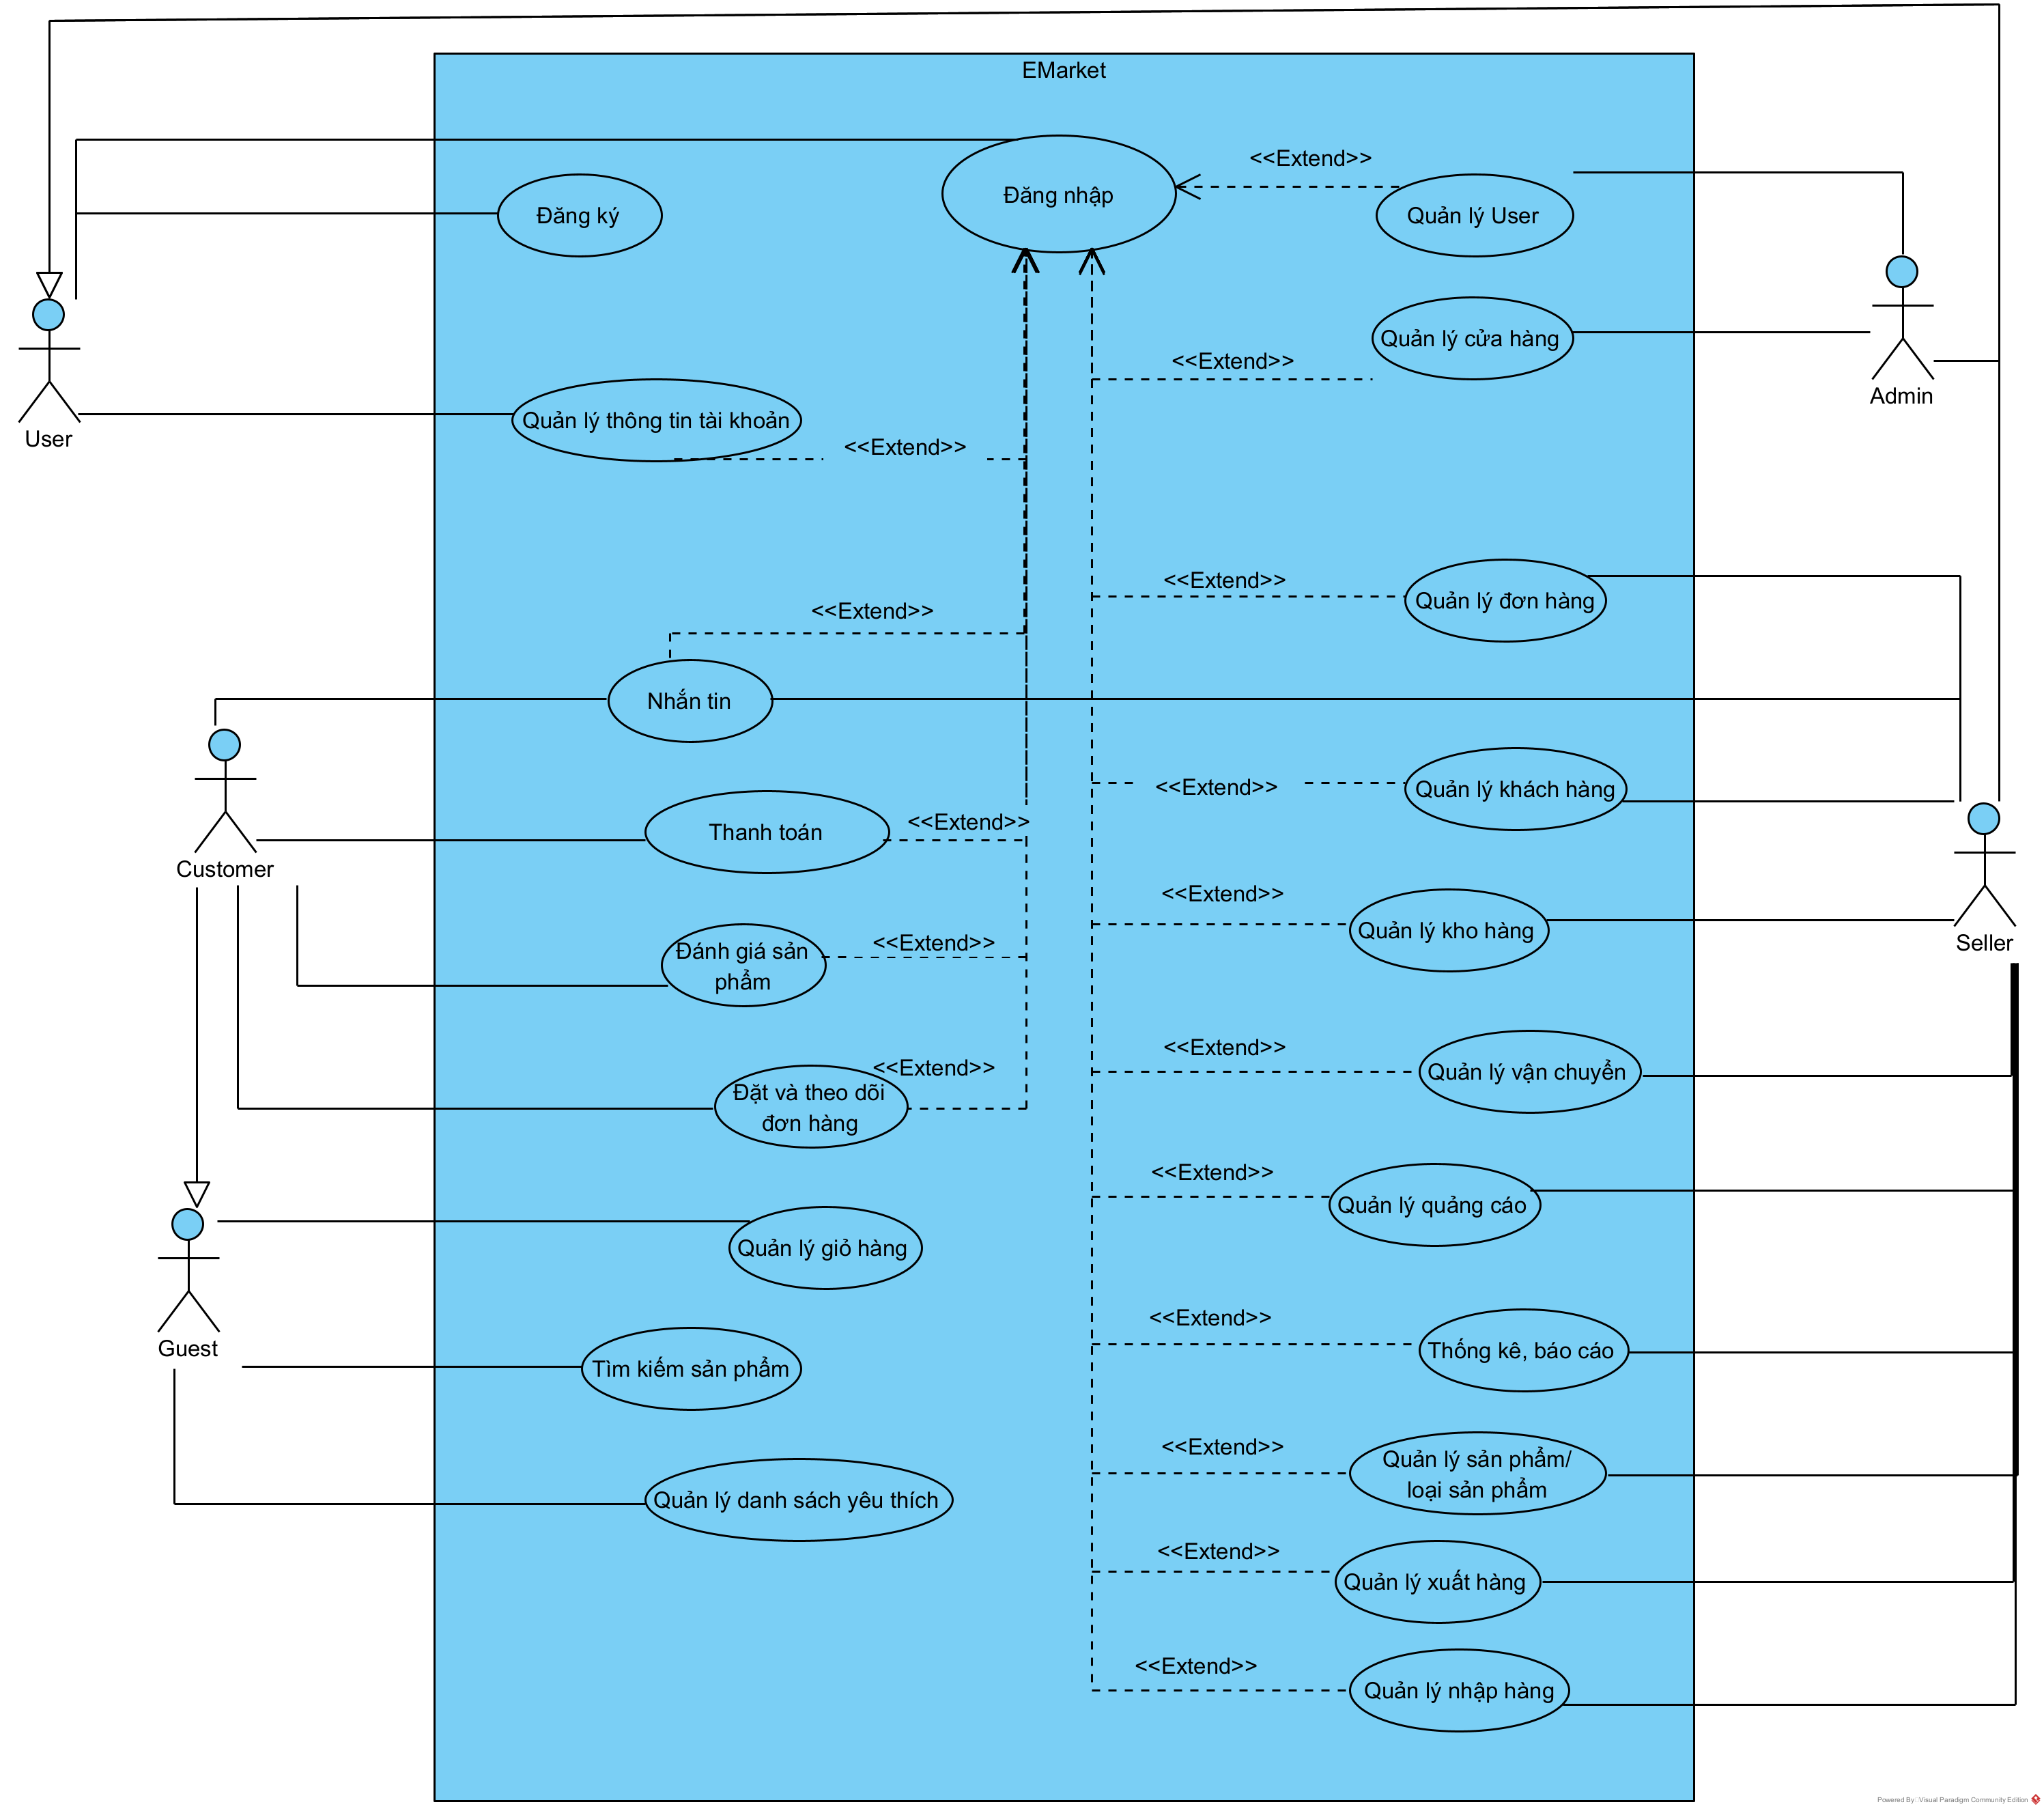 EMarket
<<Extend>>
Đăng nhập
Đăng ký
Quản lý User
Quản lý cửa hàng
<<Extend>>
Admin
Quản lý thông tin tài khoản
User
<<Extend>>
<<Extend>>
Quản lý đơn hàng
<<Extend>>
Nhắn tin
<<Extend>>
Quản lý khách hàng
Thanh toán
<<Extend>>
Customer
<<Extend>>
Quản lý kho hàng
Seller
Đánh giá sản
phẩm
<<Extend>>
<<Extend>>
Quản lý vận chuyển
<<Extend>>
Đặt và theo dõi
đơn hàng
<<Extend>>
Quản lý quảng cáo
Quản lý giỏ hàng
<<Extend>>
Thống kê, báo cáo
Guest
Tìm kiếm sản phẩm
<<Extend>>
Quản lý sản phẩm/
loại sản phẩm
Quản lý danh sách yêu thích
<<Extend>>
Quản lý xuất hàng
<<Extend>>
Quản lý nhập hàng
Powered By: Visual Paradigm Community Edition